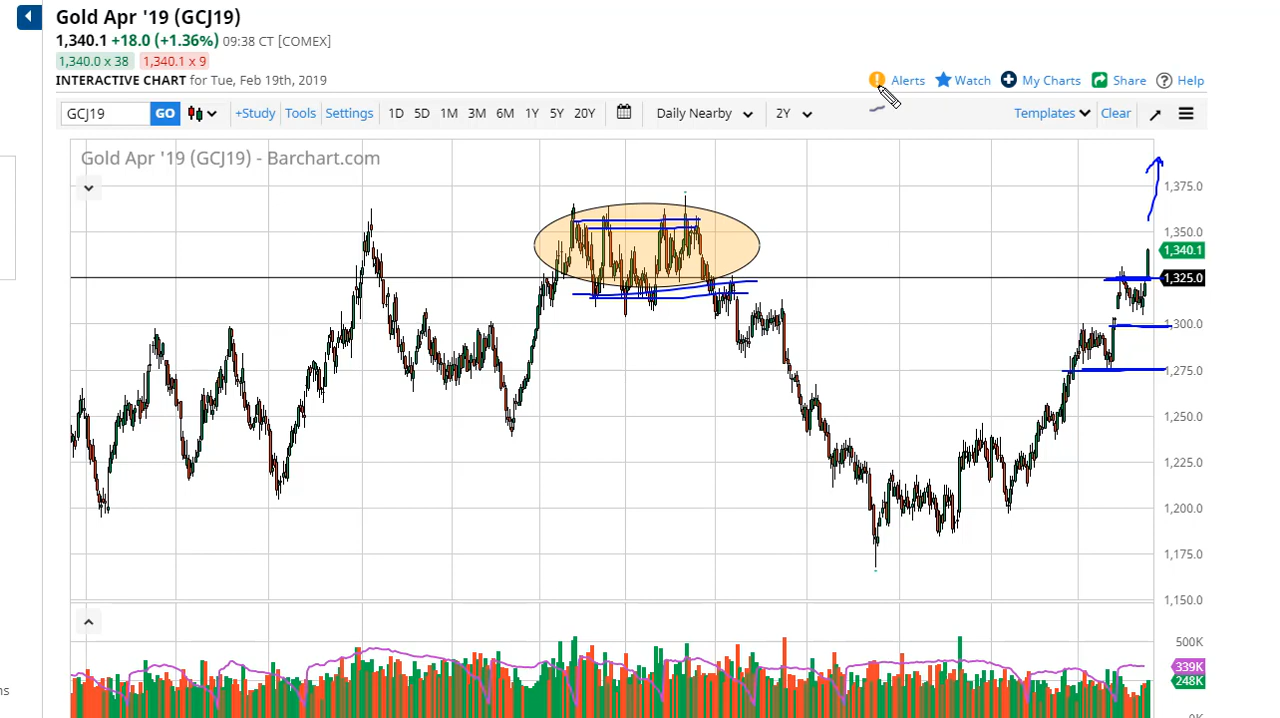 Gold Apr '19 (GCJ19)
1,340.1 +18.0 (+1.36%) 09:38 CT [COMEX]
1,340.0 x 38 1,340.1 x 9
INTERACTIVE CHART for Tue, Feb 19th, 2019
Alerts Watch My Charts Share Help
GCJ19 GO +Study Tools Settings 1D 5D 1M 3M 6M 1Y 5Y 20Y Daily Nearby 2Y Templates Clear
Gold Apr '19 (GCJ19) - Barchart.com
1,375.0
1,350.0
1,340.1
1,325.0
1,300.0
1,275.0
1,250.0
1,225.0
1,200.0
1,175.0
1,150.0
500K
339K
248K
ns